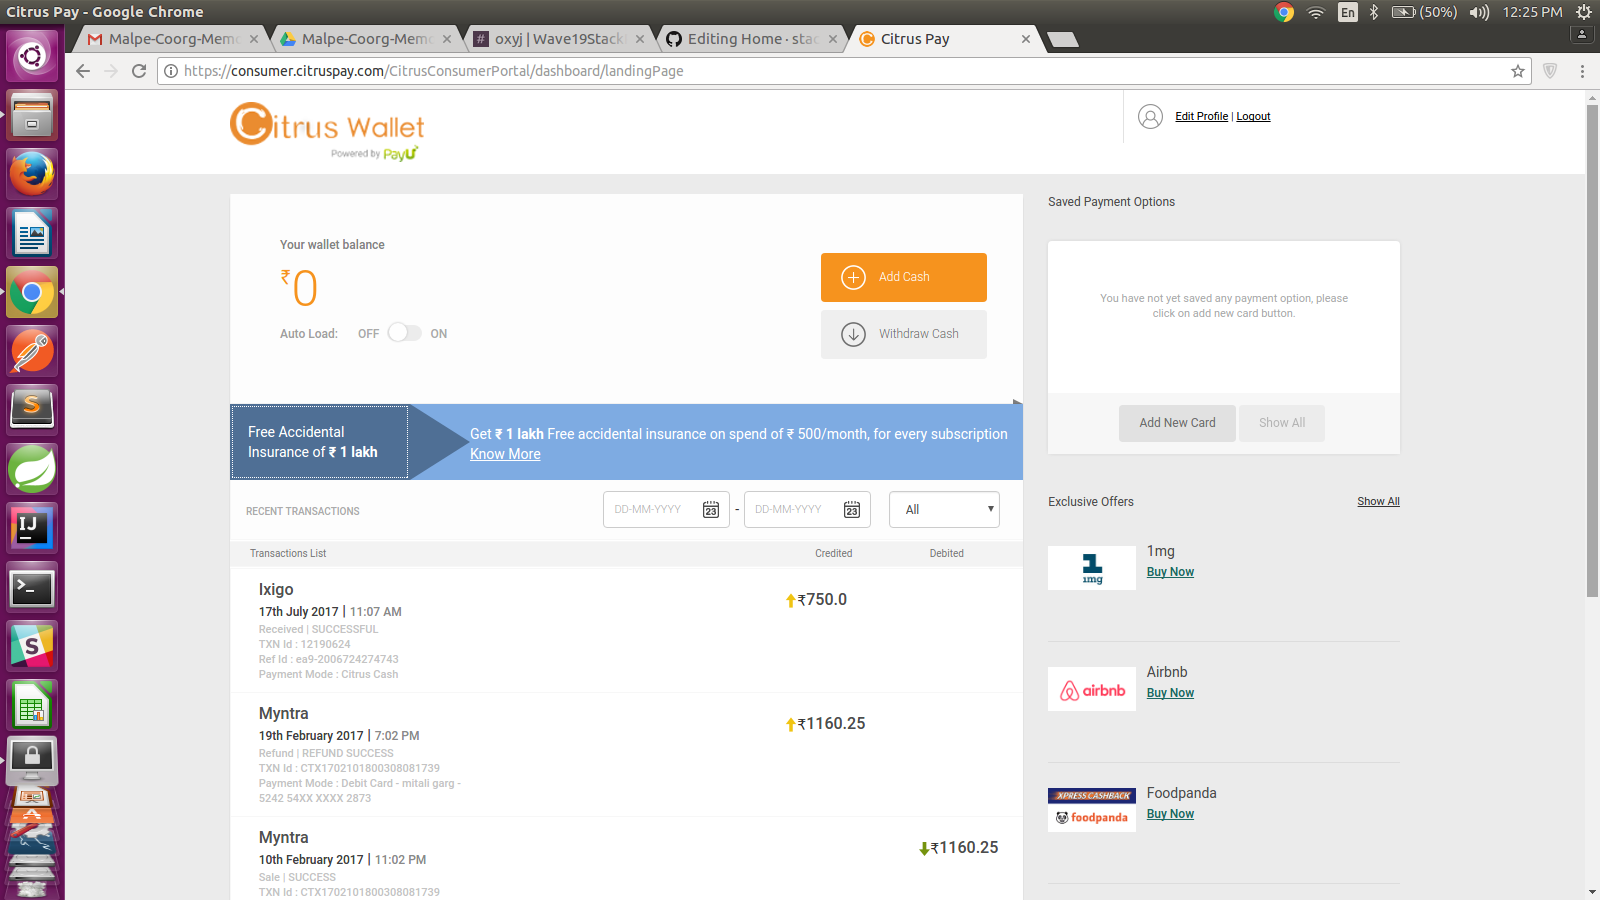 Citrus Pay - Google Chrome
En
(50%)
12:25 PM
Malpe-Coorg-Mem
Malpe-Coorg-Mem
oxyj | Wave19Stack
Editing Home · stac
Citrus Pay
https://consumer.citruspay.com/CitrusConsumerPortal/dashboard/landingPage
Citrus Wallet
Powered by PayU
Edit Profile | Logout
Your wallet balance
₹0
Auto Load: OFF ON
Add Cash
Withdraw Cash
Free Accidental
Insurance of ₹ 1 lakh
Get ₹ 1 lakh Free accidental insurance on spend of ₹ 500/month, for every subscription
Know More
RECENT TRANSACTIONS
DD-MM-YYYY 23 - DD-MM-YYYY 23
All
Transactions List Credited Debited
Ixigo
17th July 2017 | 11:07 AM
Received | SUCCESSFUL
TXN Id : 12190624
Ref Id : ea9-2006724274743
Payment Mode : Citrus Cash
₹750.0
Myntra
19th February 2017 | 7:02 PM
Refund | REFUND SUCCESS
TXN Id : CTX1702101800308081739
Payment Mode : Debit Card - mitali garg -
5242 54XX XXXX 2873
₹1160.25
Myntra
10th February 2017 | 11:02 PM
Sale | SUCCESS
TXN Id : CTX1702101800308081739
₹1160.25
Saved Payment Options
You have not yet saved any payment option, please
click on add new card button.
Add New Card
Show All
Exclusive Offers
Show All
1mg
1mg
Buy Now
airbnb
Airbnb
Buy Now
XPRESS CASHBACK
foodpanda
Foodpanda
Buy Now